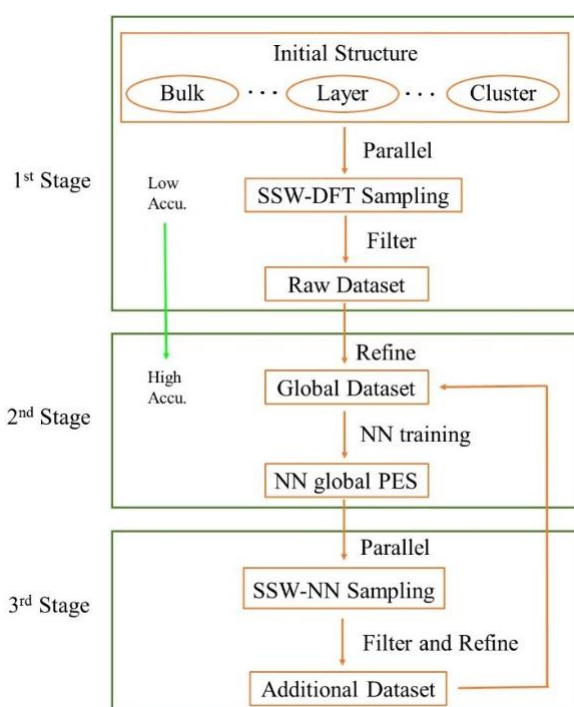 Initial Structure
Bulk ··· Layer ··· Cluster
Parallel
1st Stage
Low
Accu.
SSW-DFT Sampling
Filter
Raw Dataset
Refine
High
Accu.
Global Dataset
2nd Stage
NN training
NN global PES
Parallel
SSW-NN Sampling
3rd Stage
Filter and Refine
Additional Dataset